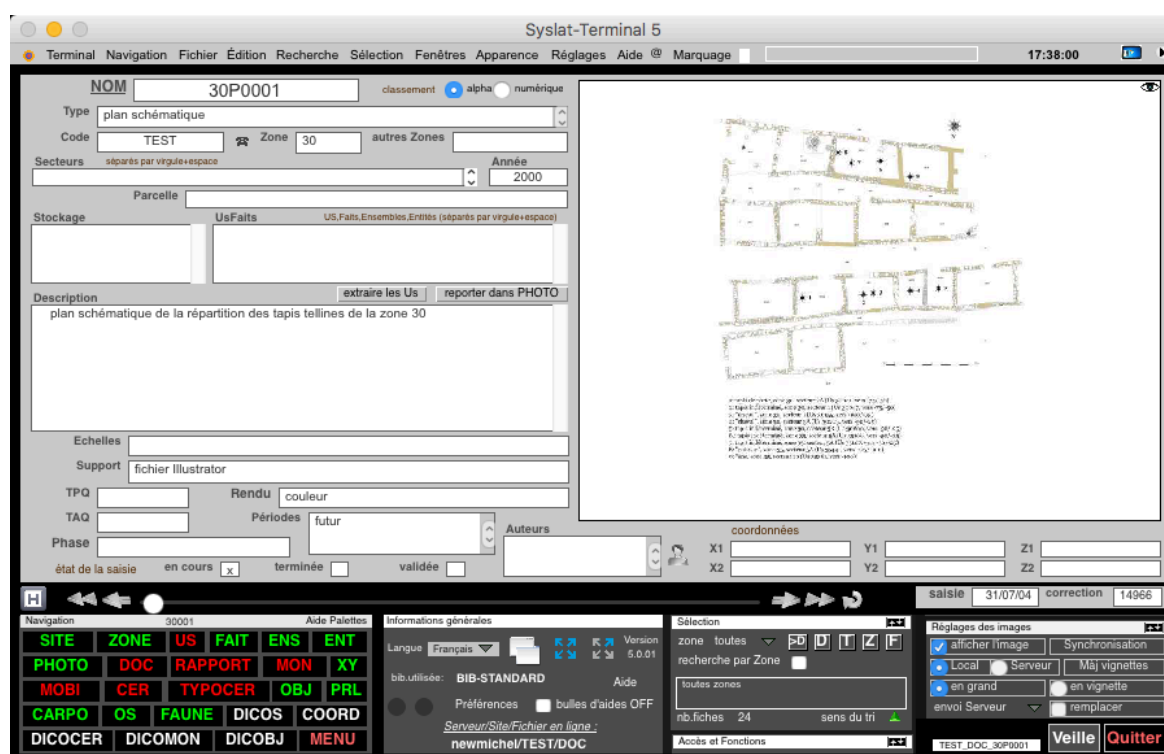 Syslat-Terminal 5
Terminal Navigation Fichier Édition Recherche Sélection Fenêtres Apparence Réglages Aide @ Marquage 17:38:00
NOM 30P0001 classement alpha numérique
Type plan schématique
Code TEST Zone 30 autres Zones
Secteurs séparés par virgule+espace Année
2000
Parcelle
Stockage UsFaits US,Faits,Ensembles,Entités (séparés par virgule+espace)
extraire les Us reporter dans PHOTO
Description
plan schématique de la répartition des tapis tellines de la zone 30
Echelles
Support fichier Illustrator
TPQ Rendu couleur
TAQ Périodes futur
Phase Auteurs
état de la saisie en cours x terminée validée
coordonnées
X1 Y1 Z1
X2 Y2 Z2
H
saisie 31/07/04 correction 14966
Navigation 30001 Aide Palettes
SITE ZONE US FAIT ENS ENT
PHOTO DOC RAPPORT MON XY
MOBI CER TYPOCER OBJ PRL
CARPO OS FAUNE DICOS COORD
DICOCER DICOMON DICOBJ MENU
Informations générales
Langue Français Version
5.0.01
bib.utilisée: BIB-STANDARD Aide
Préférences bulles d'aides OFF
Serveur/Site/Fichier en ligne :
newmichel/TEST/DOC
Sélection
zone toutes >D D T Z F
recherche par Zone
toutes zones
nb.fiches 24 sens du tri
Accès et Fonctions
Réglages des images
afficher l'image Synchronisation
Local Serveur Màj vignettes
en grand en vignette
envoi Serveur remplacer
TEST_DOC_30P0001 Veille Quitter